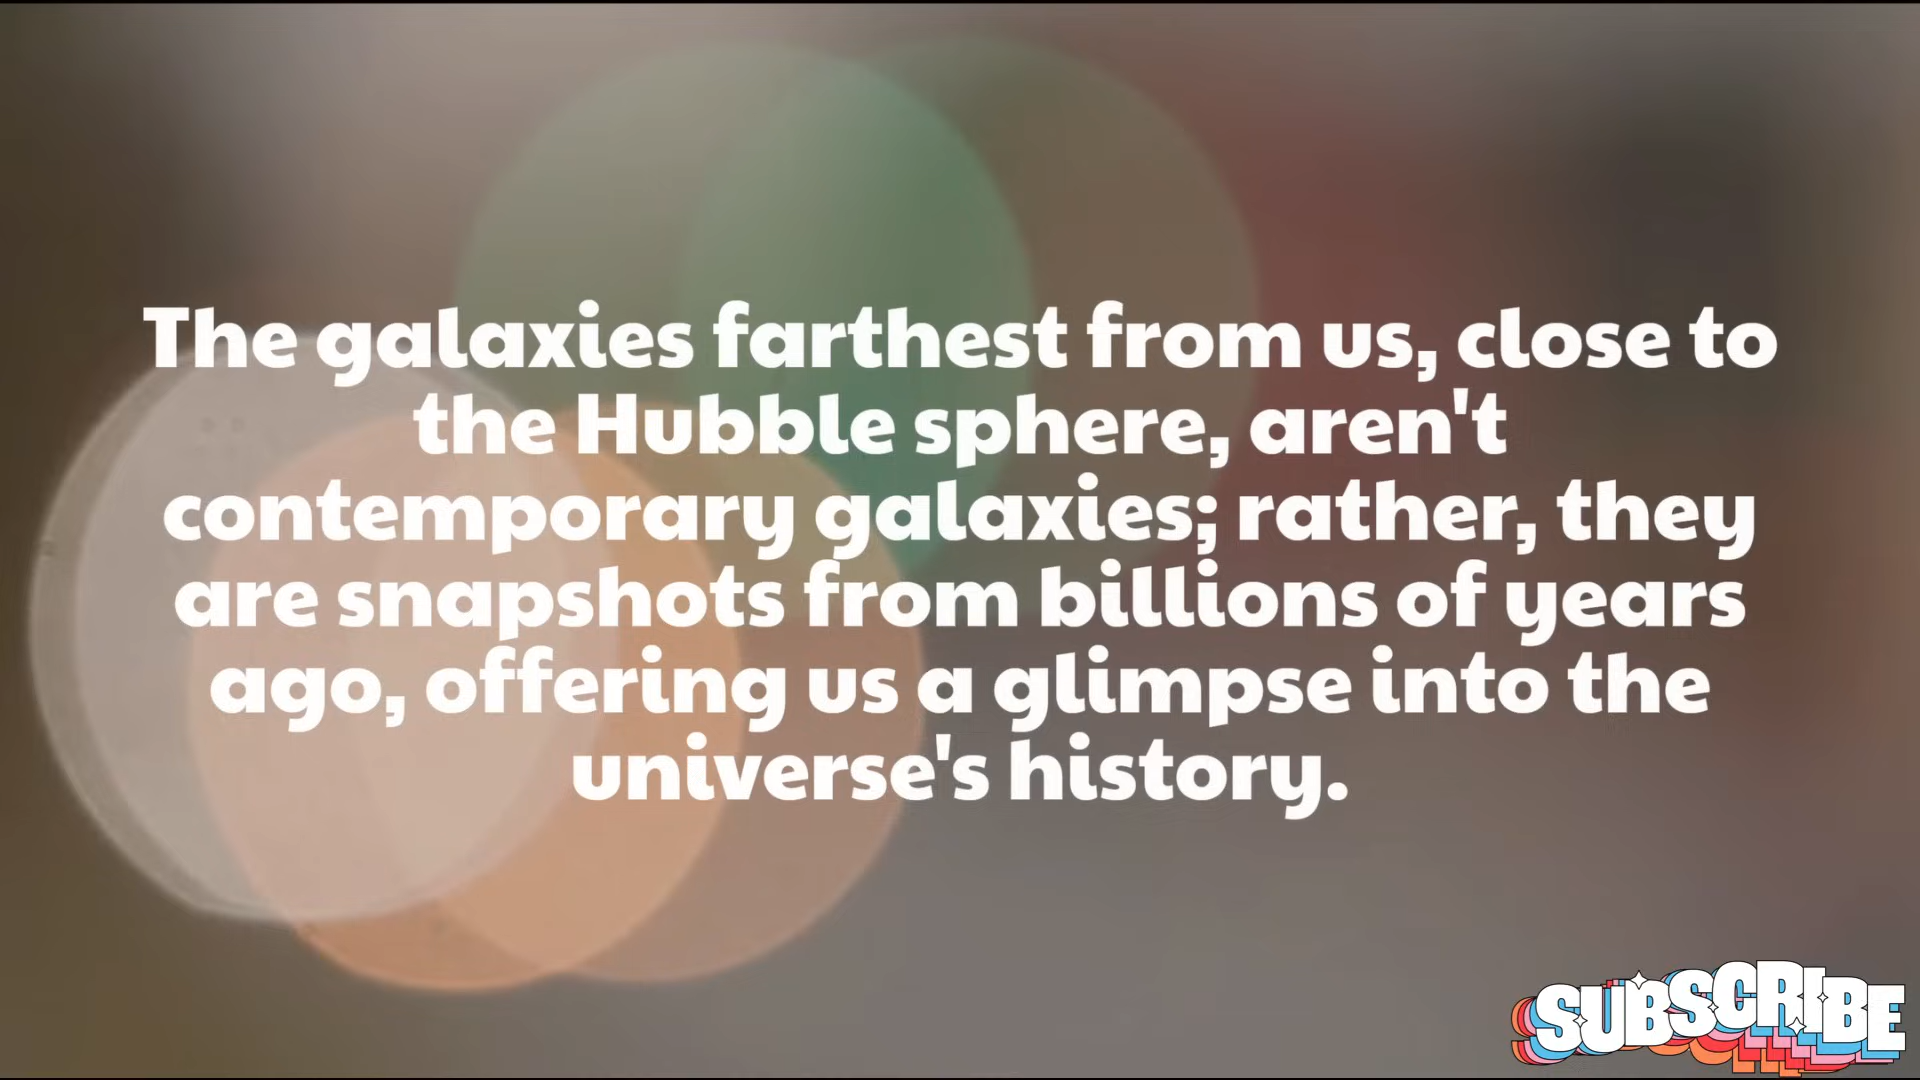 The galaxies farthest from us, close to
the Hubble sphere, aren't
contemporary galaxies; rather, they
are snapshots from billions of years
ago, offering us a glimpse into the
universe's history.
SUBSCRIBE